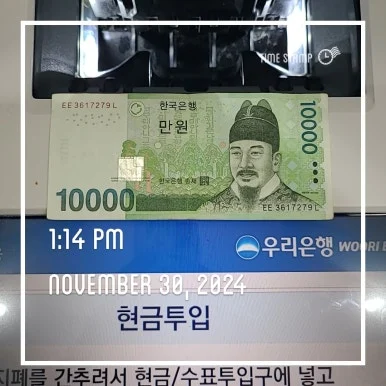 TIME STAMP
EE 3617279 L
한국은행
만원
10000
10000
한국은행 총재
EE 3617279 L
1:14 PM
우리은행 WOORI
NOVEMBER 30, 2024
현금투입
지폐를 간추려서 현금/수표투입구에 넣고